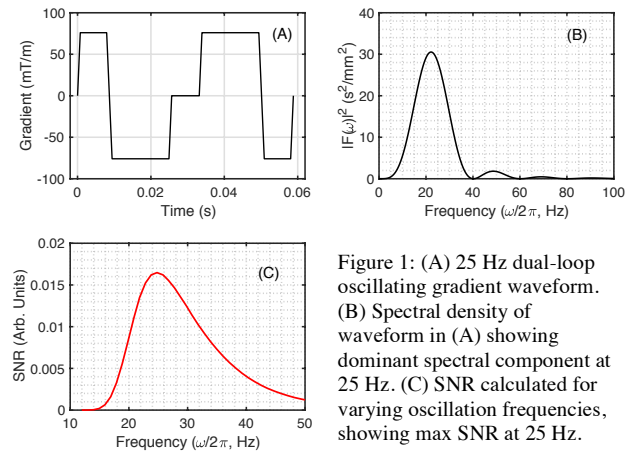 100
50
0
-50
-100
Gradient (mT/m)
(A)
0
0.02
0.04
0.06
Time (s)
40
30
20
10
0
|F(ω)|² (s²/mm²)
(B)
0
20
40
60
80
100
Frequency (ω/2π, Hz)
0.02
0.015
0.01
0.005
0
SNR (Arb. Units)
(C)
10
20
30
40
50
Frequency (ω/2π, Hz)
Figure 1: (A) 25 Hz dual-loop
oscillating gradient waveform.
(B) Spectral density of
waveform in (A) showing
dominant spectral component at
25 Hz. (C) SNR calculated for
varying oscillation frequencies,
showing max SNR at 25 Hz.